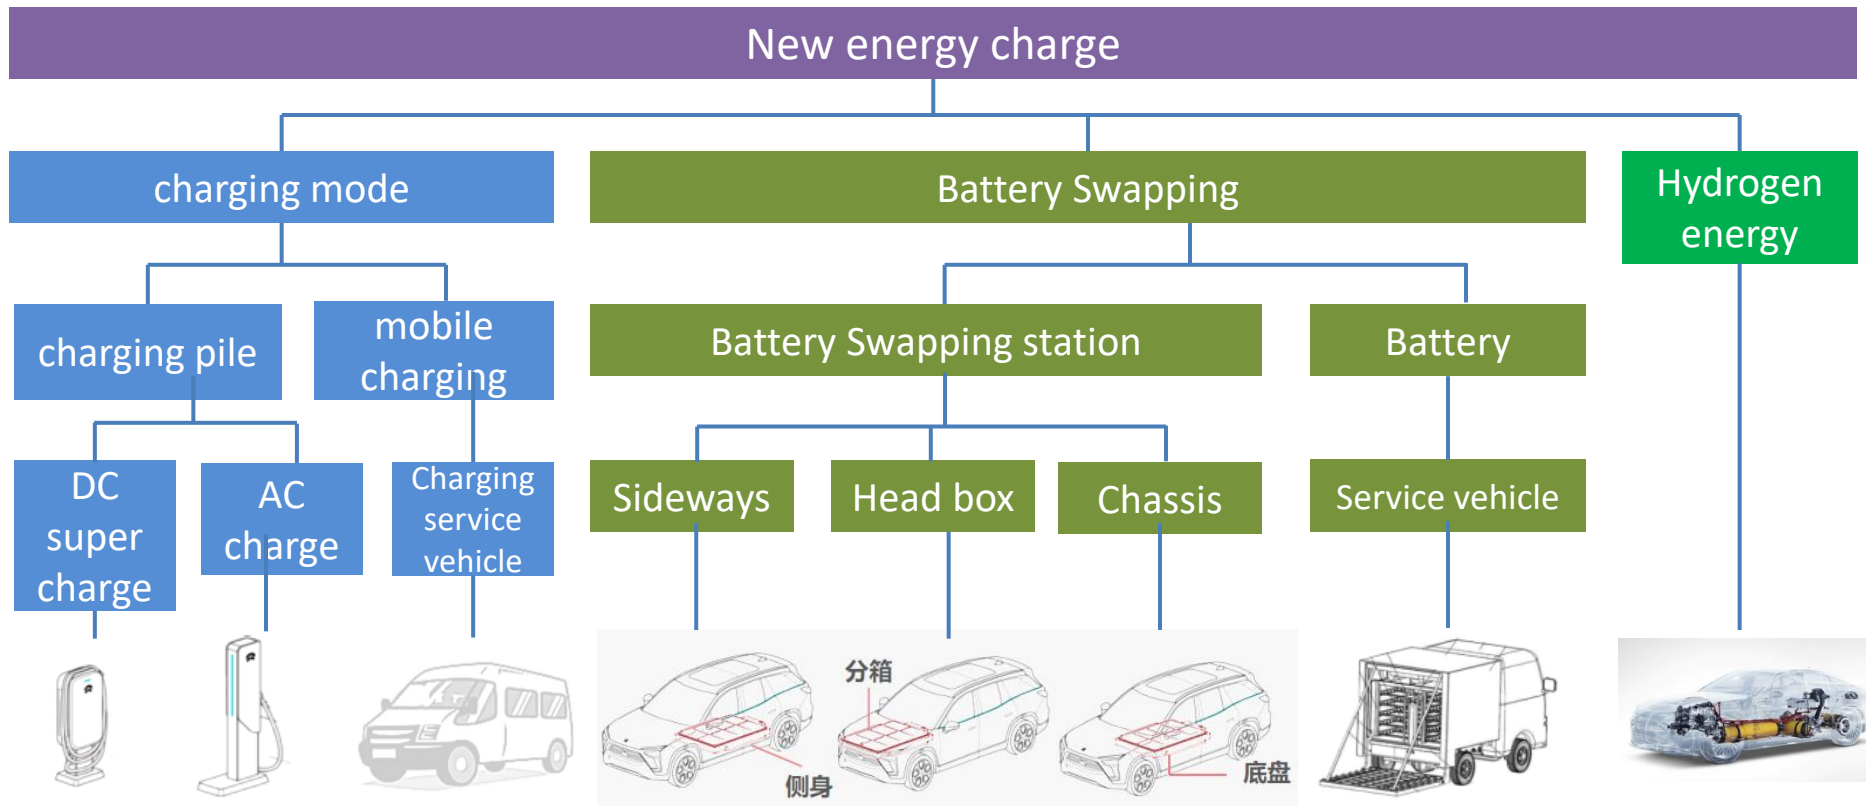 New energy charge
charging mode
Battery Swapping
Hydrogen
energy
charging pile
mobile
charging
Battery Swapping station
Battery
DC
super
charge
AC
charge
Charging
service
vehicle
Sideways
Head box
Chassis
Service vehicle
分箱
侧身
底盘